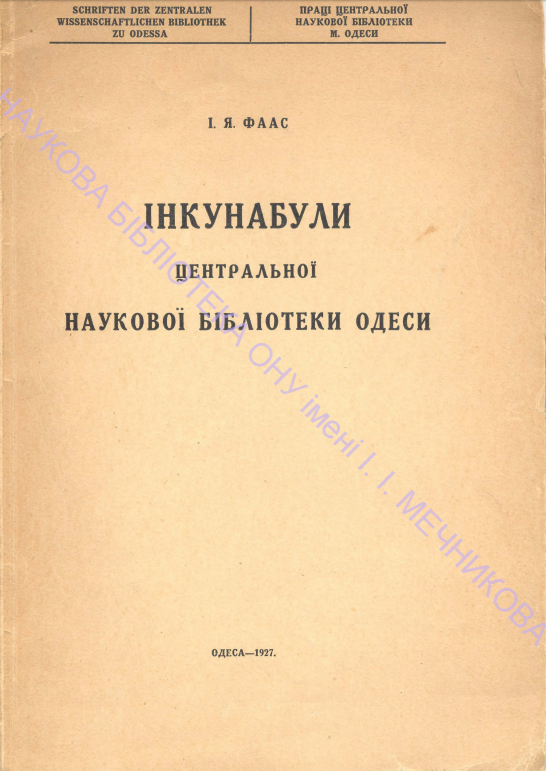 SCHRIFTEN DER ZENTRALEN
WISSENSCHAFTLICHEN BIBLIOTHEK
ZU ODESSA
ПРАЦІ ЦЕНТРАЛЬНОЇ
НАУКОВОЇ БІБЛІОТЕКИ
М. ОДЕСИ
І. Я. ФААС
ІНКУНАБУЛИ
ЦЕНТРАЛЬНОЇ
НАУКОВОЇ БІБЛІОТЕКИ ОДЕСИ
НАУКОВА БІБЛІОТЕКА ОНУ імені І. І. МЕЧНИКОВА
ОДЕСА—1927.